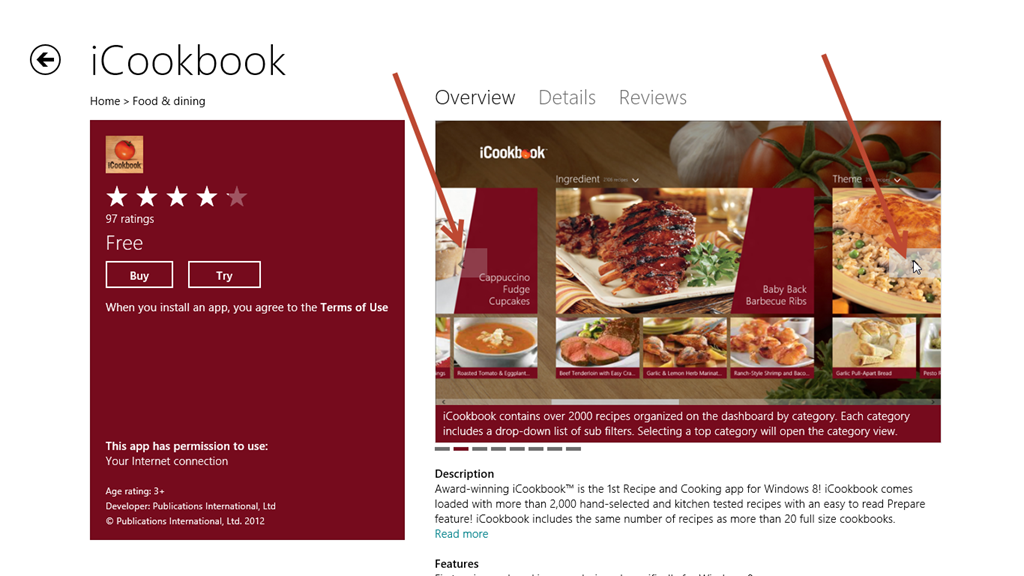 iCookbook
Home > Food & dining
iCookbook
97 ratings
Free
Buy
Try
When you install an app, you agree to the Terms of Use
This app has permission to use:
Your Internet connection
Age rating: 3+
Developer: Publications International, Ltd
© Publications International, Ltd. 2012
Overview Details Reviews
iCookbook
Ingredient
Theme
Cappuccino
Fudge
Cupcakes
Baby Back
Barbecue Ribs
Roasted Tomato & Eggplant...
Beef Tenderloin with Easy Cra...
Garlic & Lemon Herb Marinat...
Ranch-Style Shrimp and Baco...
Garlic Pull-Apart Bread
Pesto
iCookbook contains over 2000 recipes organized on the dashboard by category. Each category
includes a drop-down list of sub filters. Selecting a top category will open the category view.
Description
Award-winning iCookbook™ is the 1st Recipe and Cooking app for Windows 8! iCookbook comes
loaded with more than 2,000 hand-selected and kitchen tested recipes with an easy to read Prepare
feature! iCookbook includes the same number of recipes as more than 20 full size cookbooks.
Read more
Features